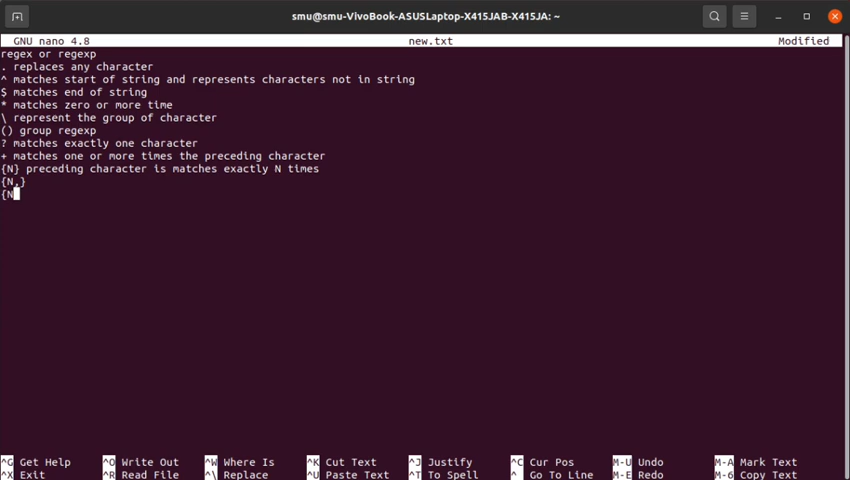 smu@smu-VivoBook-ASUSLaptop-X415JAB-X415JA: ~
GNU nano 4.8 new.txt Modified
regex or regexp
. replaces any character
^ matches start of string and represents characters not in string
$ matches end of string
* matches zero or more time
\ represent the group of character
() group regexp
? matches exactly one character
+ matches one or more times the preceding character
{N} preceding character is matches exactly N times
{N,}
{N
^G Get Help ^O Write Out ^W Where Is ^K Cut Text ^J Justify ^C Cur Pos M-U Undo M-A Mark Text
^X Exit ^R Read File ^\ Replace ^U Paste Text ^T To Spell ^_ Go To Line M-E Redo M-6 Copy Text